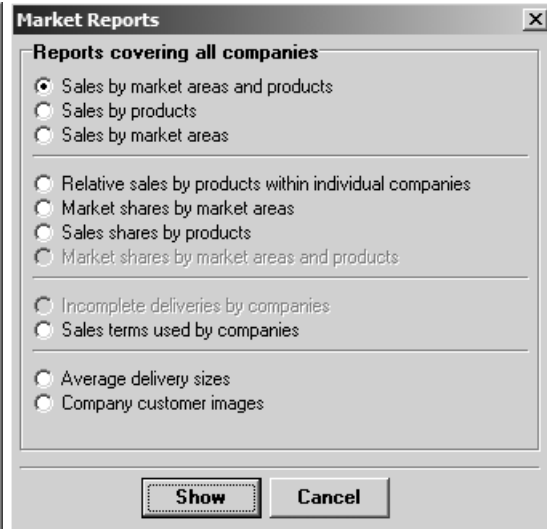 Market Reports
Reports covering all companies
Sales by market areas and products
Sales by products
Sales by market areas
Relative sales by products within individual companies
Market shares by market areas
Sales shares by products
Market shares by market areas and products
Incomplete deliveries by companies
Sales terms used by companies
Average delivery sizes
Company customer images
Show Cancel